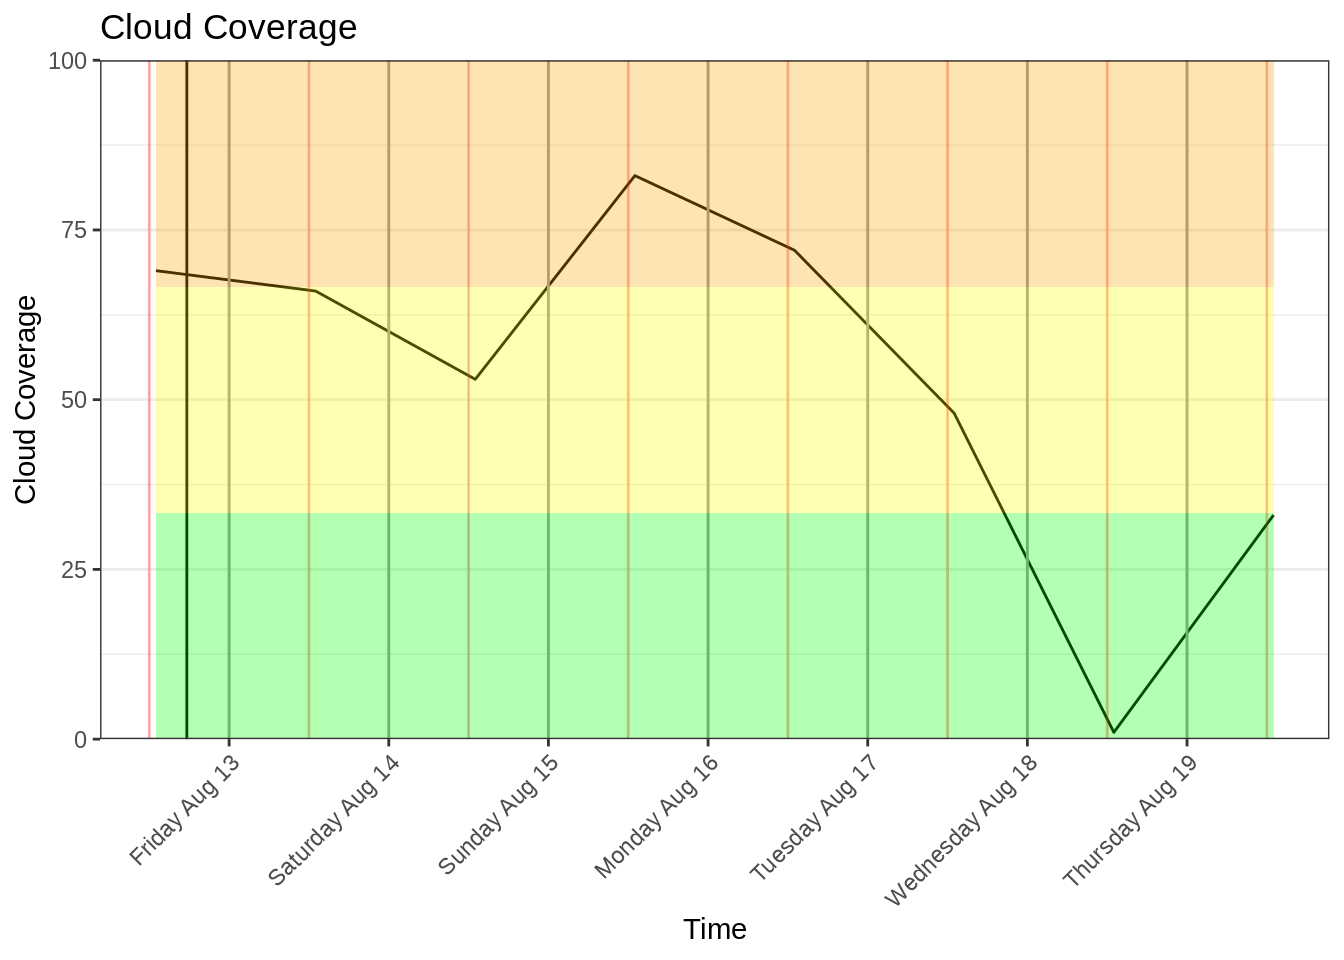 Cloud Coverage
100
75
50
25
0
Cloud Coverage
Friday Aug 13
Saturday Aug 14
Sunday Aug 15
Monday Aug 16
Tuesday Aug 17
Wednesday Aug 18
Thursday Aug 19
Time